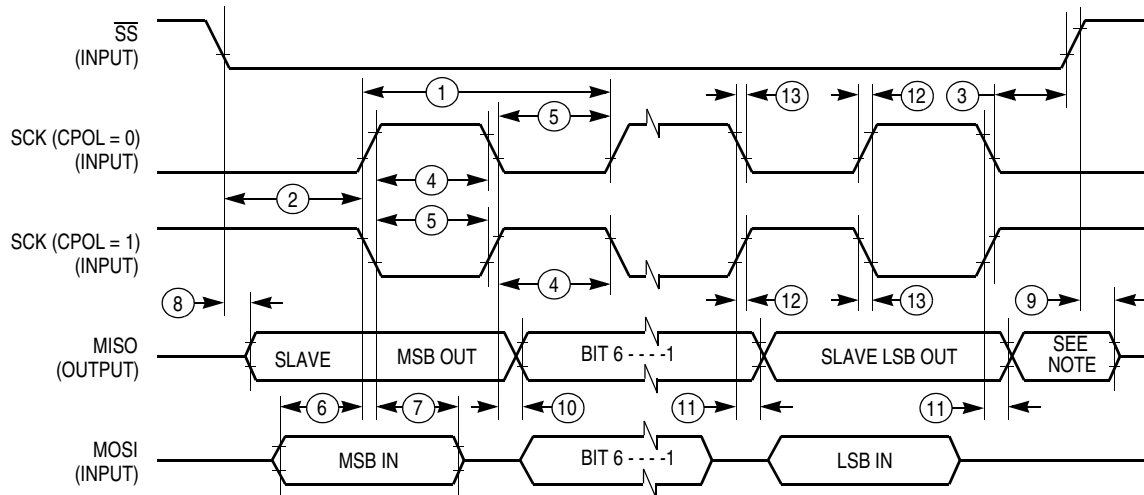 SS
(INPUT)
1
13
12
3
5
SCK (CPOL = 0)
(INPUT)
4
2
5
SCK (CPOL = 1)
(INPUT)
4
8
12
13
9
MISO
(OUTPUT)
SLAVE
MSB OUT
BIT 6 - - - -1
SLAVE LSB OUT
SEE
NOTE
6
7
10
11
11
MOSI
(INPUT)
MSB IN
BIT 6 - - - -1
LSB IN